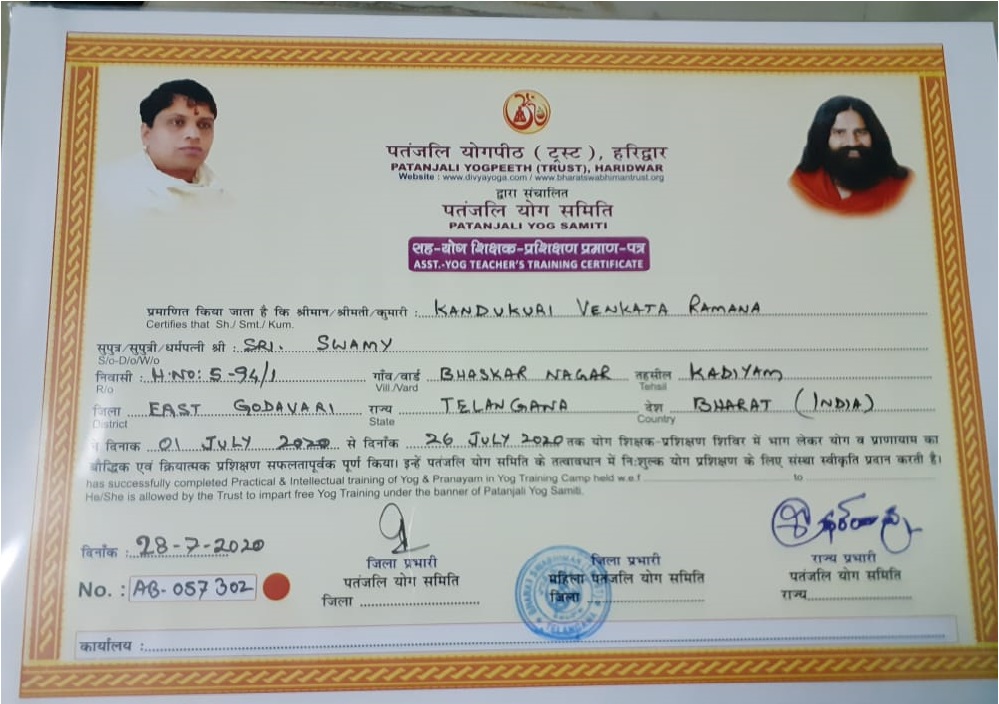 पतंजलि योगपीठ ( ट्रस्ट ) , हरिद्वार
PATANJALI YOGPEETH (TRUST), HARIDWAR
Website : www.divyayoga.com / www.bharatswabhimantrust.org
द्वारा संचालित
पतंजलि योग समिति
PATANJALI YOG SAMITI
सह-योग शिक्षक-प्रशिक्षण प्रमाण-पत्र
ASST.-YOG TEACHER'S TRAINING CERTIFICATE
प्रमाणित किया जाता है कि श्रीमान/श्रीमती/कुमारी : KANDUKURI VENKATA RAMANA
Certifies that Sh./ Smt./ Kum.
सुपुत्र/सुपुत्री/धर्मपत्नी श्री : SRI. SWAMY
S/o-D/o/W/o
निवासी : H.NO: 5-94/1 गाँव/वार्ड BHASKAR NAGAR तहसील KADIYAM
R/o Vill./Vard Tehsil
जिला EAST GODAVARI राज्य TELANGANA देश BHARAT (INDIA)
District State Country
ने दिनाक 01 JULY 2020 से दिनाँक 26 JULY 2020 तक योग शिक्षक-प्रशिक्षण शिविर में भाग लेकर योग व प्राणायाम का
बौद्धिक एवं क्रियात्मक प्रशिक्षण सफलतापूर्वक पूर्ण किया। इन्हें पतंजलि योग समिति के तत्वावधान में नि:शुल्क योग प्रशिक्षण के लिए संस्था स्वीकृति प्रदान करती है।
has successfully completed Practical & Intellectual training of Yog & Pranayam in Yog Training Camp held w.e.f to
He/She is allowed by the Trust to impart free Yog Training under the banner of Patanjali Yog Samiti.
दिनाँक : 28-7-2020
जिला प्रभारी जिला प्रभारी राज्य प्रभारी
पतंजलि योग समिति महिला पतंजलि योग समिति पतंजलि योग समिति
No. : AB-057302
जिला जिला राज्य
TELANGANA
कार्यालय :